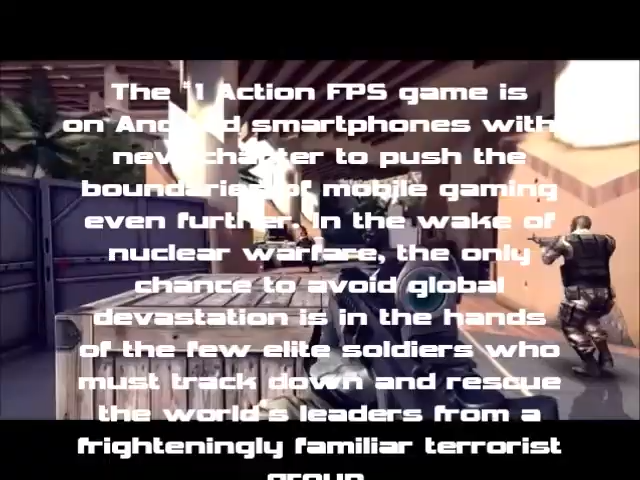 The #1 Action FPS game is
on Android smartphones with
new chapter to push the
boundaries of mobile gaming
even further. In the wake of
nuclear warfare, the only
chance to avoid global
devastation is in the hands
of the few elite soldiers who
must track down and rescue
the world's leaders from a
frighteningly familiar terrorist
group